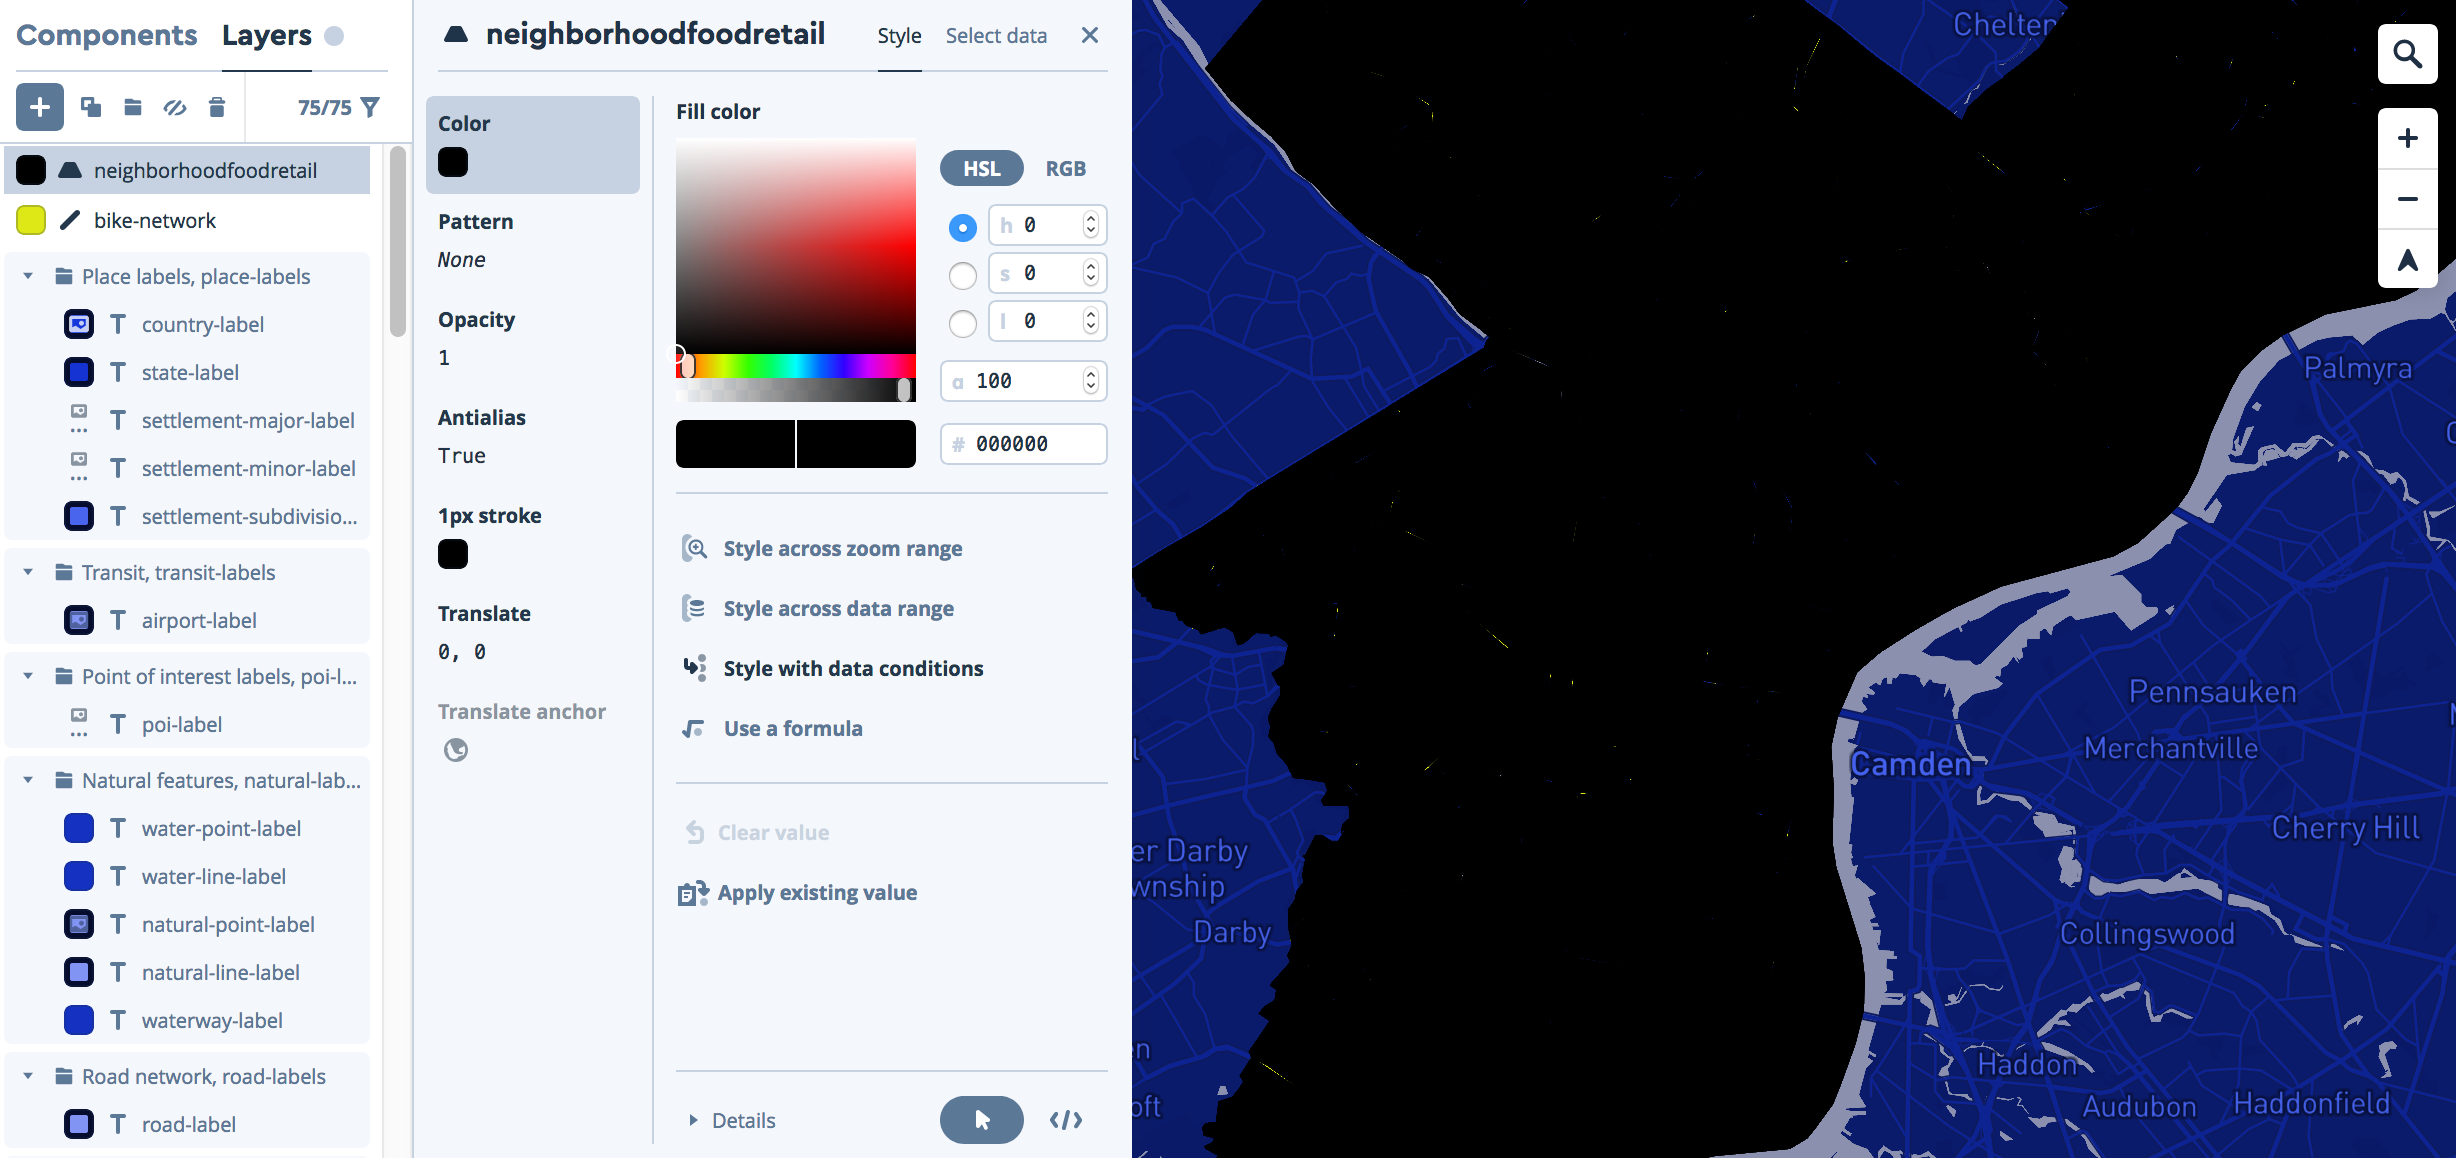 Components Layers
75/75
neighborhoodfoodretail
bike-network
Place labels, place-labels
country-label
state-label
settlement-major-label
settlement-minor-label
settlement-subdivisio...
Transit, transit-labels
airport-label
Point of interest labels, poi-l...
poi-label
Natural features, natural-lab...
water-point-label
water-line-label
natural-point-label
natural-line-label
waterway-label
Road network, road-labels
road-label
neighborhoodfoodretail
Style Select data
Color
Pattern
None
Opacity
1
Antialias
True
1px stroke
Translate
0, 0
Translate anchor
Fill color
HSL RGB
h 0
s 0
l 0
a 100
# 000000
Style across zoom range
Style across data range
Style with data conditions
Use a formula
Clear value
Apply existing value
Details
Chelten
Palmyra
Pennsauken
Merchantville
Camden
Cherry Hill
er Darby
wnship
Darby
Collingswood
Haddon
Audubon
Haddonfield
oft